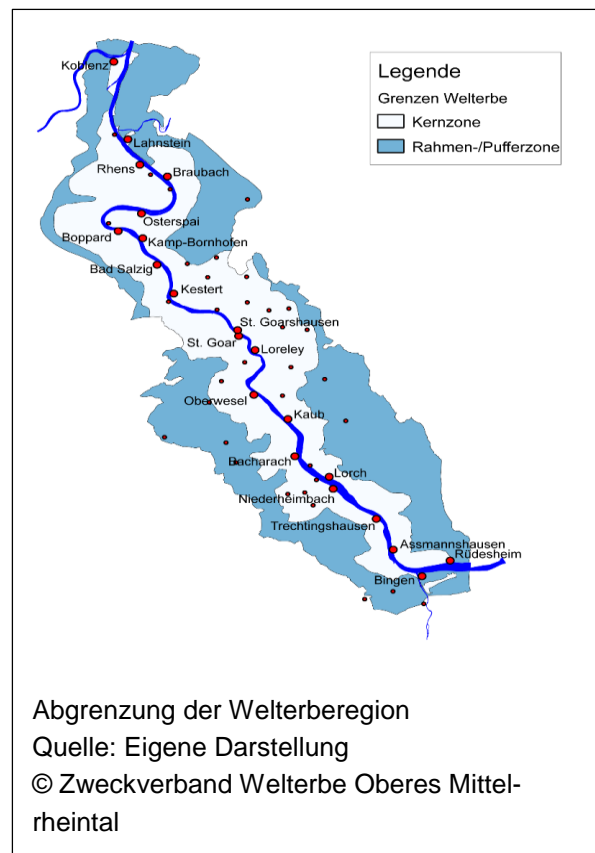 Koblenz
Legende
Grenzen Welterbe
Kernzone
Rahmen-/Pufferzone
Lahnstein
Rhens
Braubach
Osterspai
Boppard
Kamp-Bornhofen
Bad Salzig
Kestert
St. Goarshausen
St. Goar
Loreley
Oberwesel
Kaub
Bacharach
Lorch
Niederheimbach
Trechtingshausen
Assmannshausen
Rüdesheim
Bingen
Abgrenzung der Welterberegion
Quelle: Eigene Darstellung
© Zweckverband Welterbe Oberes Mittel-
rheintal